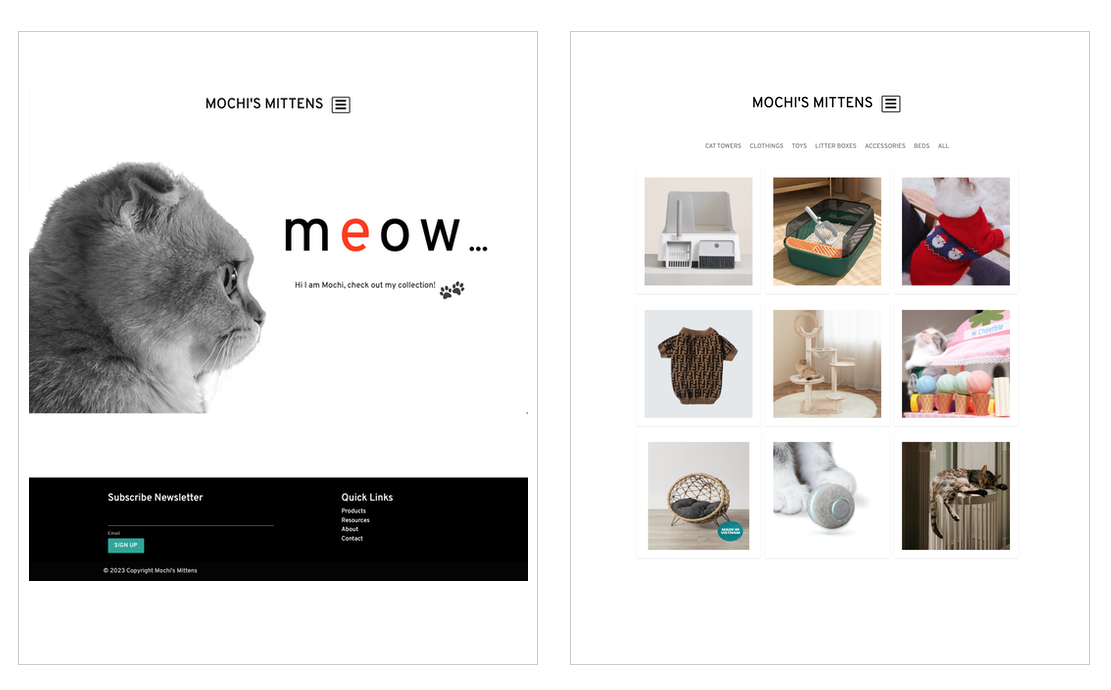 MOCHI'S MITTENS
meow...
Hi I am Mochi, check out my collection!
Subscribe Newsletter
Email
SIGN UP
Quick Links
Products
Resources
About
Contact
© 2023 Copyright Mochi's Mittens
MOCHI'S MITTENS
CAT TOWERS CLOTHINGS TOYS LITTER BOXES ACCESSORIES BEDS ALL
Cheerble
MADE IN
VIETNAM